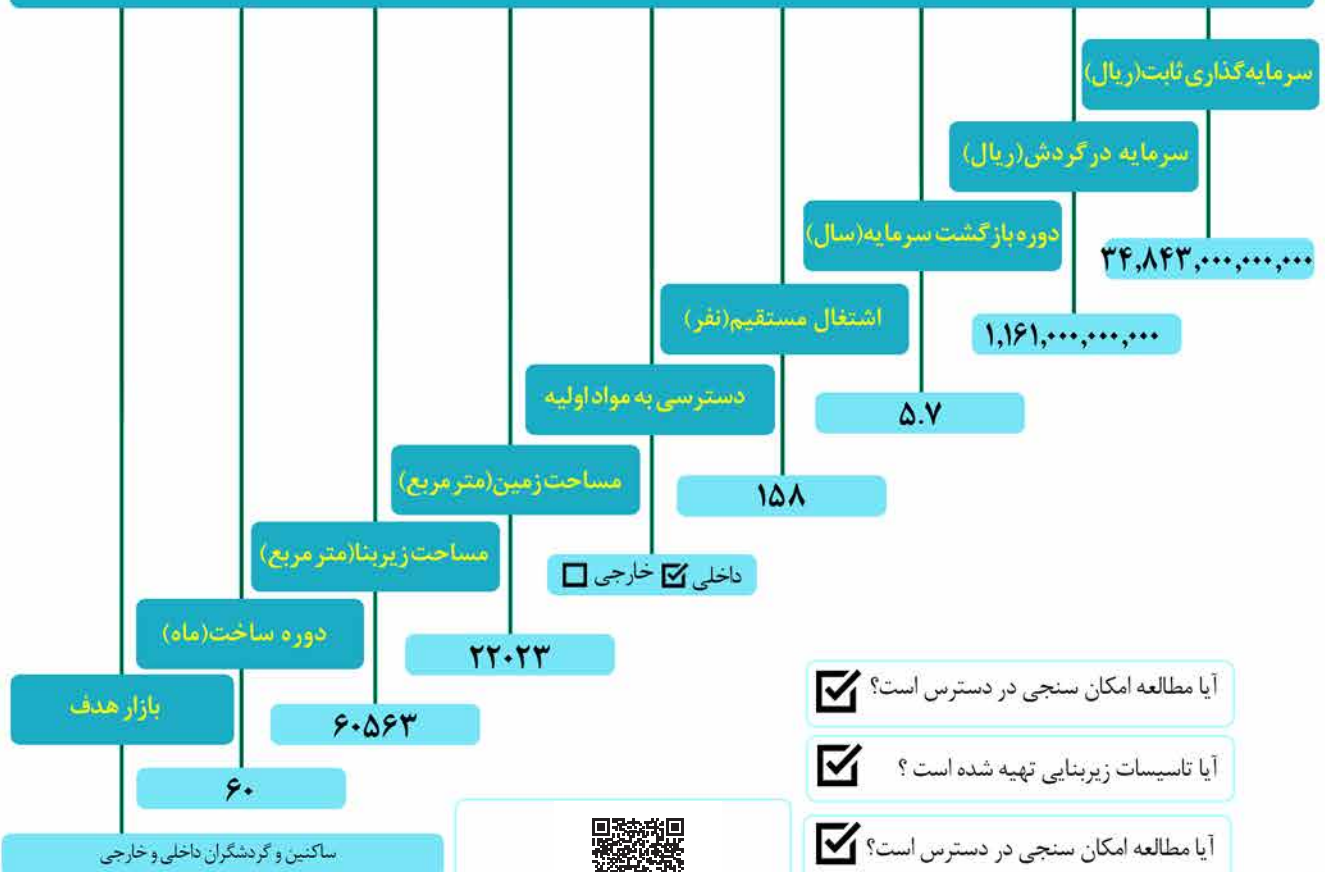 سرمایه‌گذاری ثابت(ریال)
۳۴,۸۴۳,۰۰۰,۰۰۰,۰۰۰
سرمایه درگردش(ریال)
۱,۱۶۱,۰۰۰,۰۰۰,۰۰۰
دوره بازگشت سرمایه(سال)
۵.۷
اشتغال مستقیم(نفر)
۱۵۸
دسترسی به مواد اولیه
داخلی ☑ خارجی ☐
مساحت زمین(متر مربع)
۲۲۰۲۳
مساحت زیربنا(متر مربع)
۶۰۵۶۳
دوره ساخت(ماه)
۶۰
بازار هدف
ساکنین و گردشگران داخلی و خارجی
آیا مطالعه امکان سنجی در دسترس است؟ ☑
آیا تاسیسات زیربنایی تهیه شده است ؟ ☑
آیا مطالعه امکان سنجی در دسترس است؟ ☑